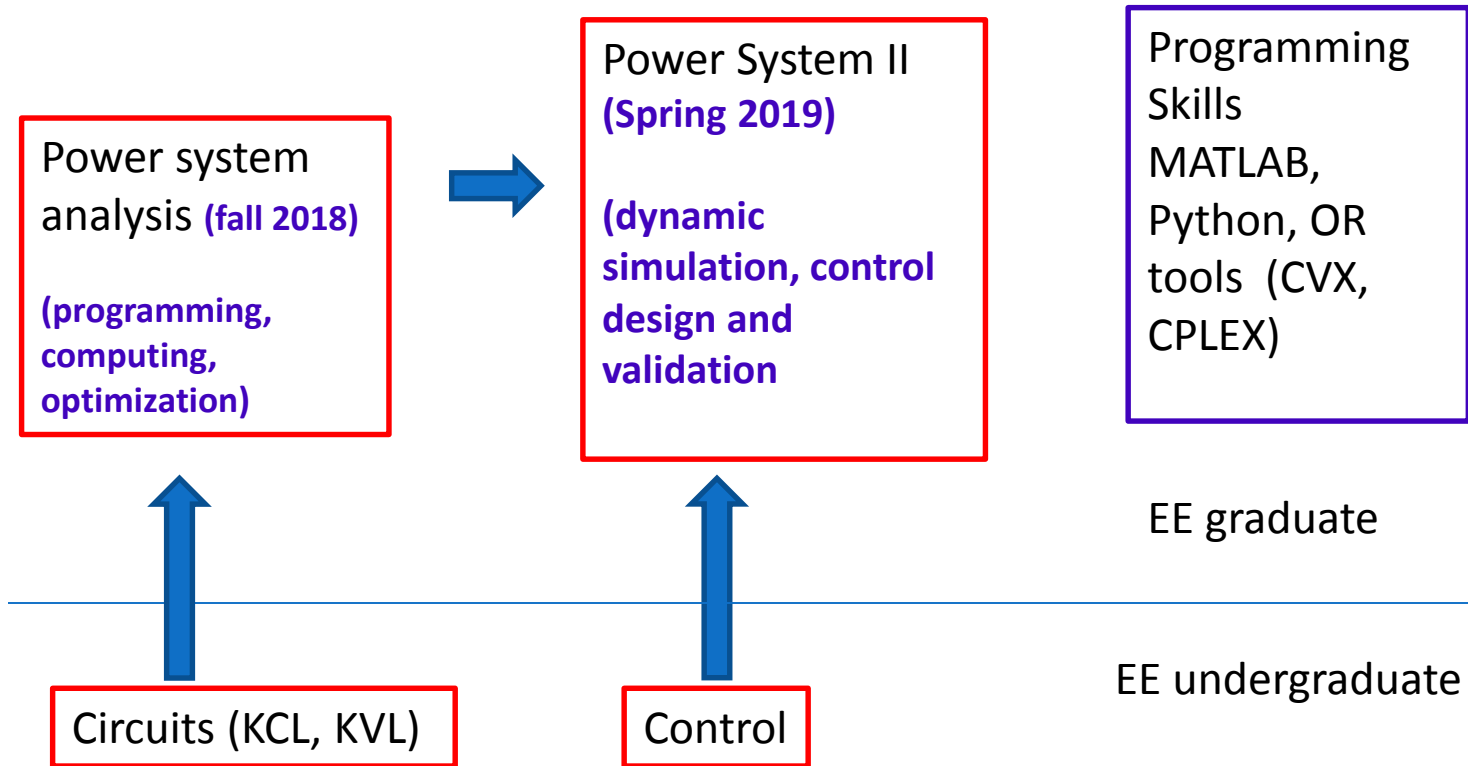 Power system
analysis (fall 2018)
(programming,
computing,
optimization)
Power System II
(Spring 2019)
(dynamic
simulation, control
design and
validation
Programming
Skills
MATLAB,
Python, OR
tools (CVX,
CPLEX)
EE graduate
EE undergraduate
Circuits (KCL, KVL)
Control